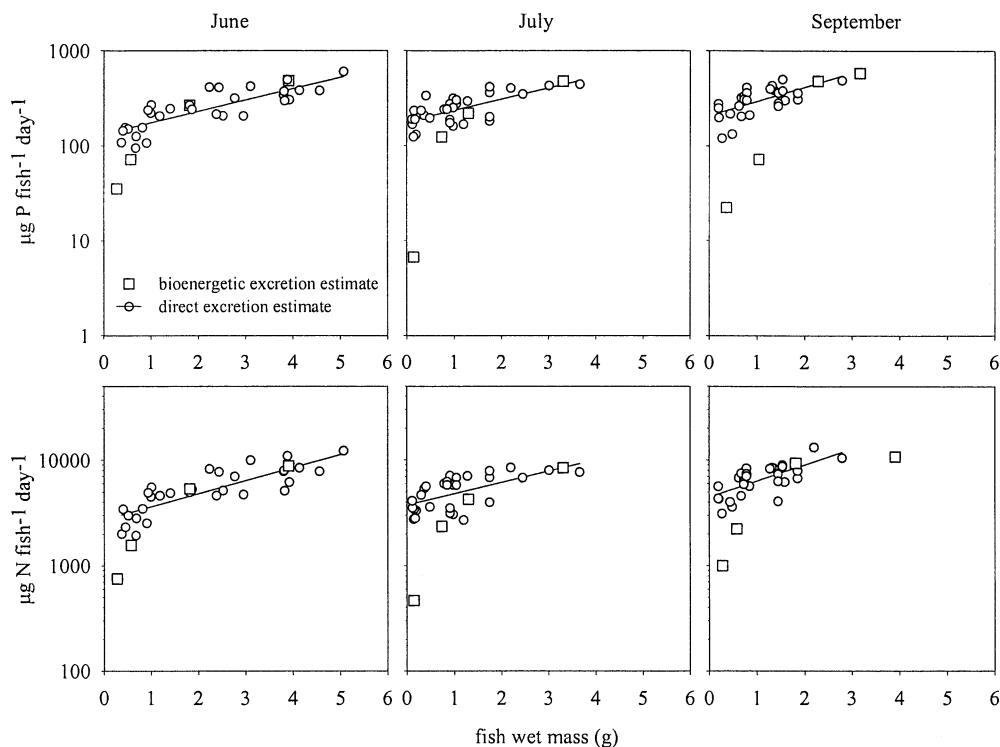 June July September
1000
100
10
1
µg P fish-1 day-1
bioenergetic excretion estimate
direct excretion estimate
0 1 2 3 4 5 6 0 1 2 3 4 5 6 0 1 2 3 4 5 6
10000
1000
100
µg N fish-1 day-1
0 1 2 3 4 5 6 0 1 2 3 4 5 6 0 1 2 3 4 5 6
fish wet mass (g)